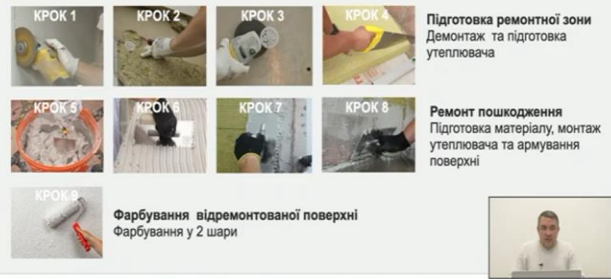 КРОК 1 КРОК 2 КРОК 3 КРОК 4
Підготовка ремонтної зони
Демонтаж та підготовка
утеплювача
КРОК 5 КРОК 6 КРОК 7 КРОК 8
Ремонт пошкодження
Підготовка матеріалу, монтаж
утеплювача та армування
поверхні
КРОК 9
Фарбування відремонтованої поверхні
Фарбування у 2 шари